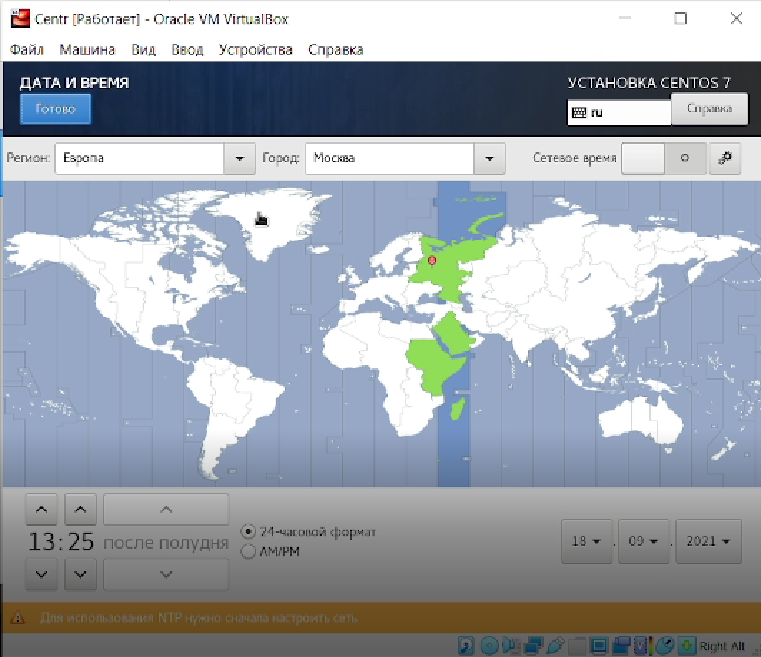 Centr [Работает] - Oracle VM VirtualBox
Файл Машина Вид Ввод Устройства Справка
ДАТА И ВРЕМЯ
УСТАНОВКА CENTOS 7
Готово
ru
Справка
Регион: Европа Город: Москва Сетевое время
13:25 после полудня
24-часовой формат
AM/PM
18 . 09 . 2021
Для использования NTP нужно сначала настроить сеть
Right Alt